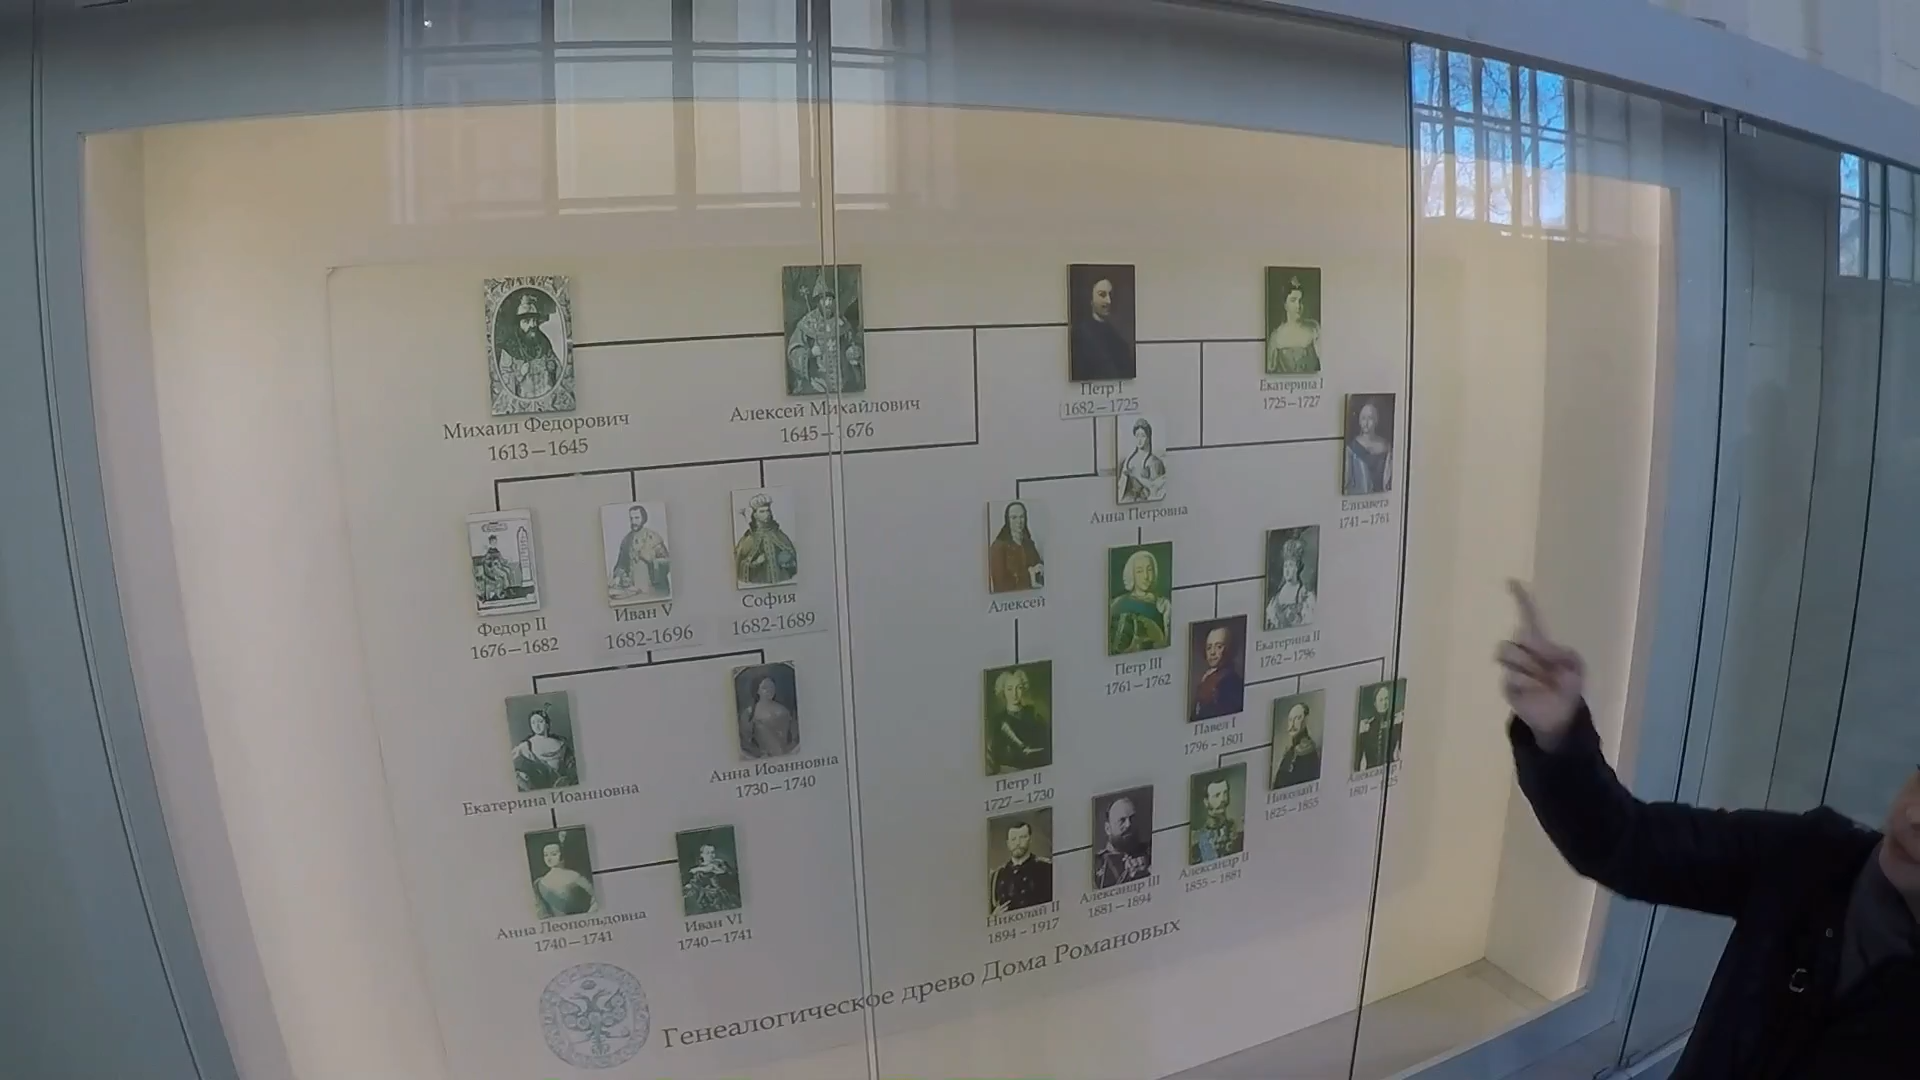 Михаил Федорович
1613—1645
Алексей Михайлович
1645—1676
Петр I
1682—1725
Екатерина I
1725—1727
Анна Петровна
Елизавета
1741—1761
Федор II
1676—1682
Иван V
1682-1696
София
1682-1689
Алексей
Петр III
1761—1762
Екатерина II
1762—1796
Екатерина Иоанновна
Анна Иоанновна
1730—1740
Петр II
1727—1730
Павел I
1796 – 1801
Николай I
1825—1855
Александр I
1801—1825
Анна Леопольдовна
1740—1741
Иван VI
1740—1741
Николай II
1894 – 1917
Александр III
1881—1894
Александр II
1855 – 1881
Генеалогическое древо Дома Романовых